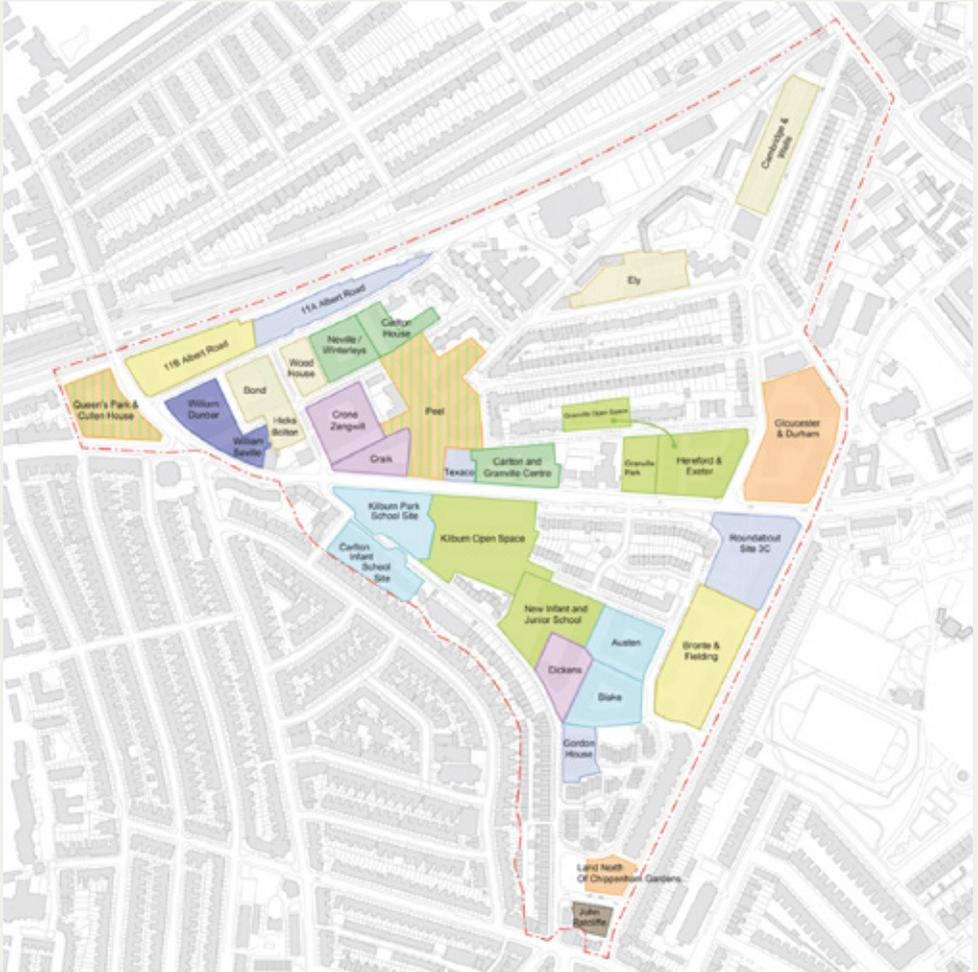 Cambridge &
Wells
Ely
11A Albert Road
11B Albert Road
Carlton
House
Neville /
Winterleys
Wood
House
Bond
Hicks
Bolton
Queen's Park &
Cullen House
William
Dunbar
William
Saville
Crone
Zangwill
Craik
Peel
Texaco
Carlton and
Granville Centre
Granville Open Space
Granville
Park
Hereford &
Exeter
Gloucester
& Durham
Kilburn Park
School Site
Carlton
Infant
School
Site
Kilburn Open Space
Roundabout
Site 3C
New Infant and
Junior School
Austen
Dickens
Blake
Bronte &
Fielding
Gordon
House
Land North
Of Chippenham Gardens
John
Ratcliffe